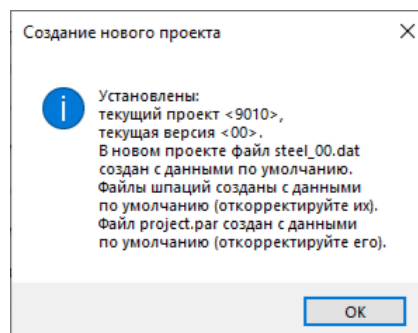 Создание нового проекта
Установлены:
текущий проект <9010>,
текущая версия <00>.
В новом проекте файл steel_00.dat
создан с данными по умолчанию.
Файлы шпаций созданы с данными
по умолчанию (откорректируйте их).
Файл project.par создан с данными
по умолчанию (откорректируйте его).
OK